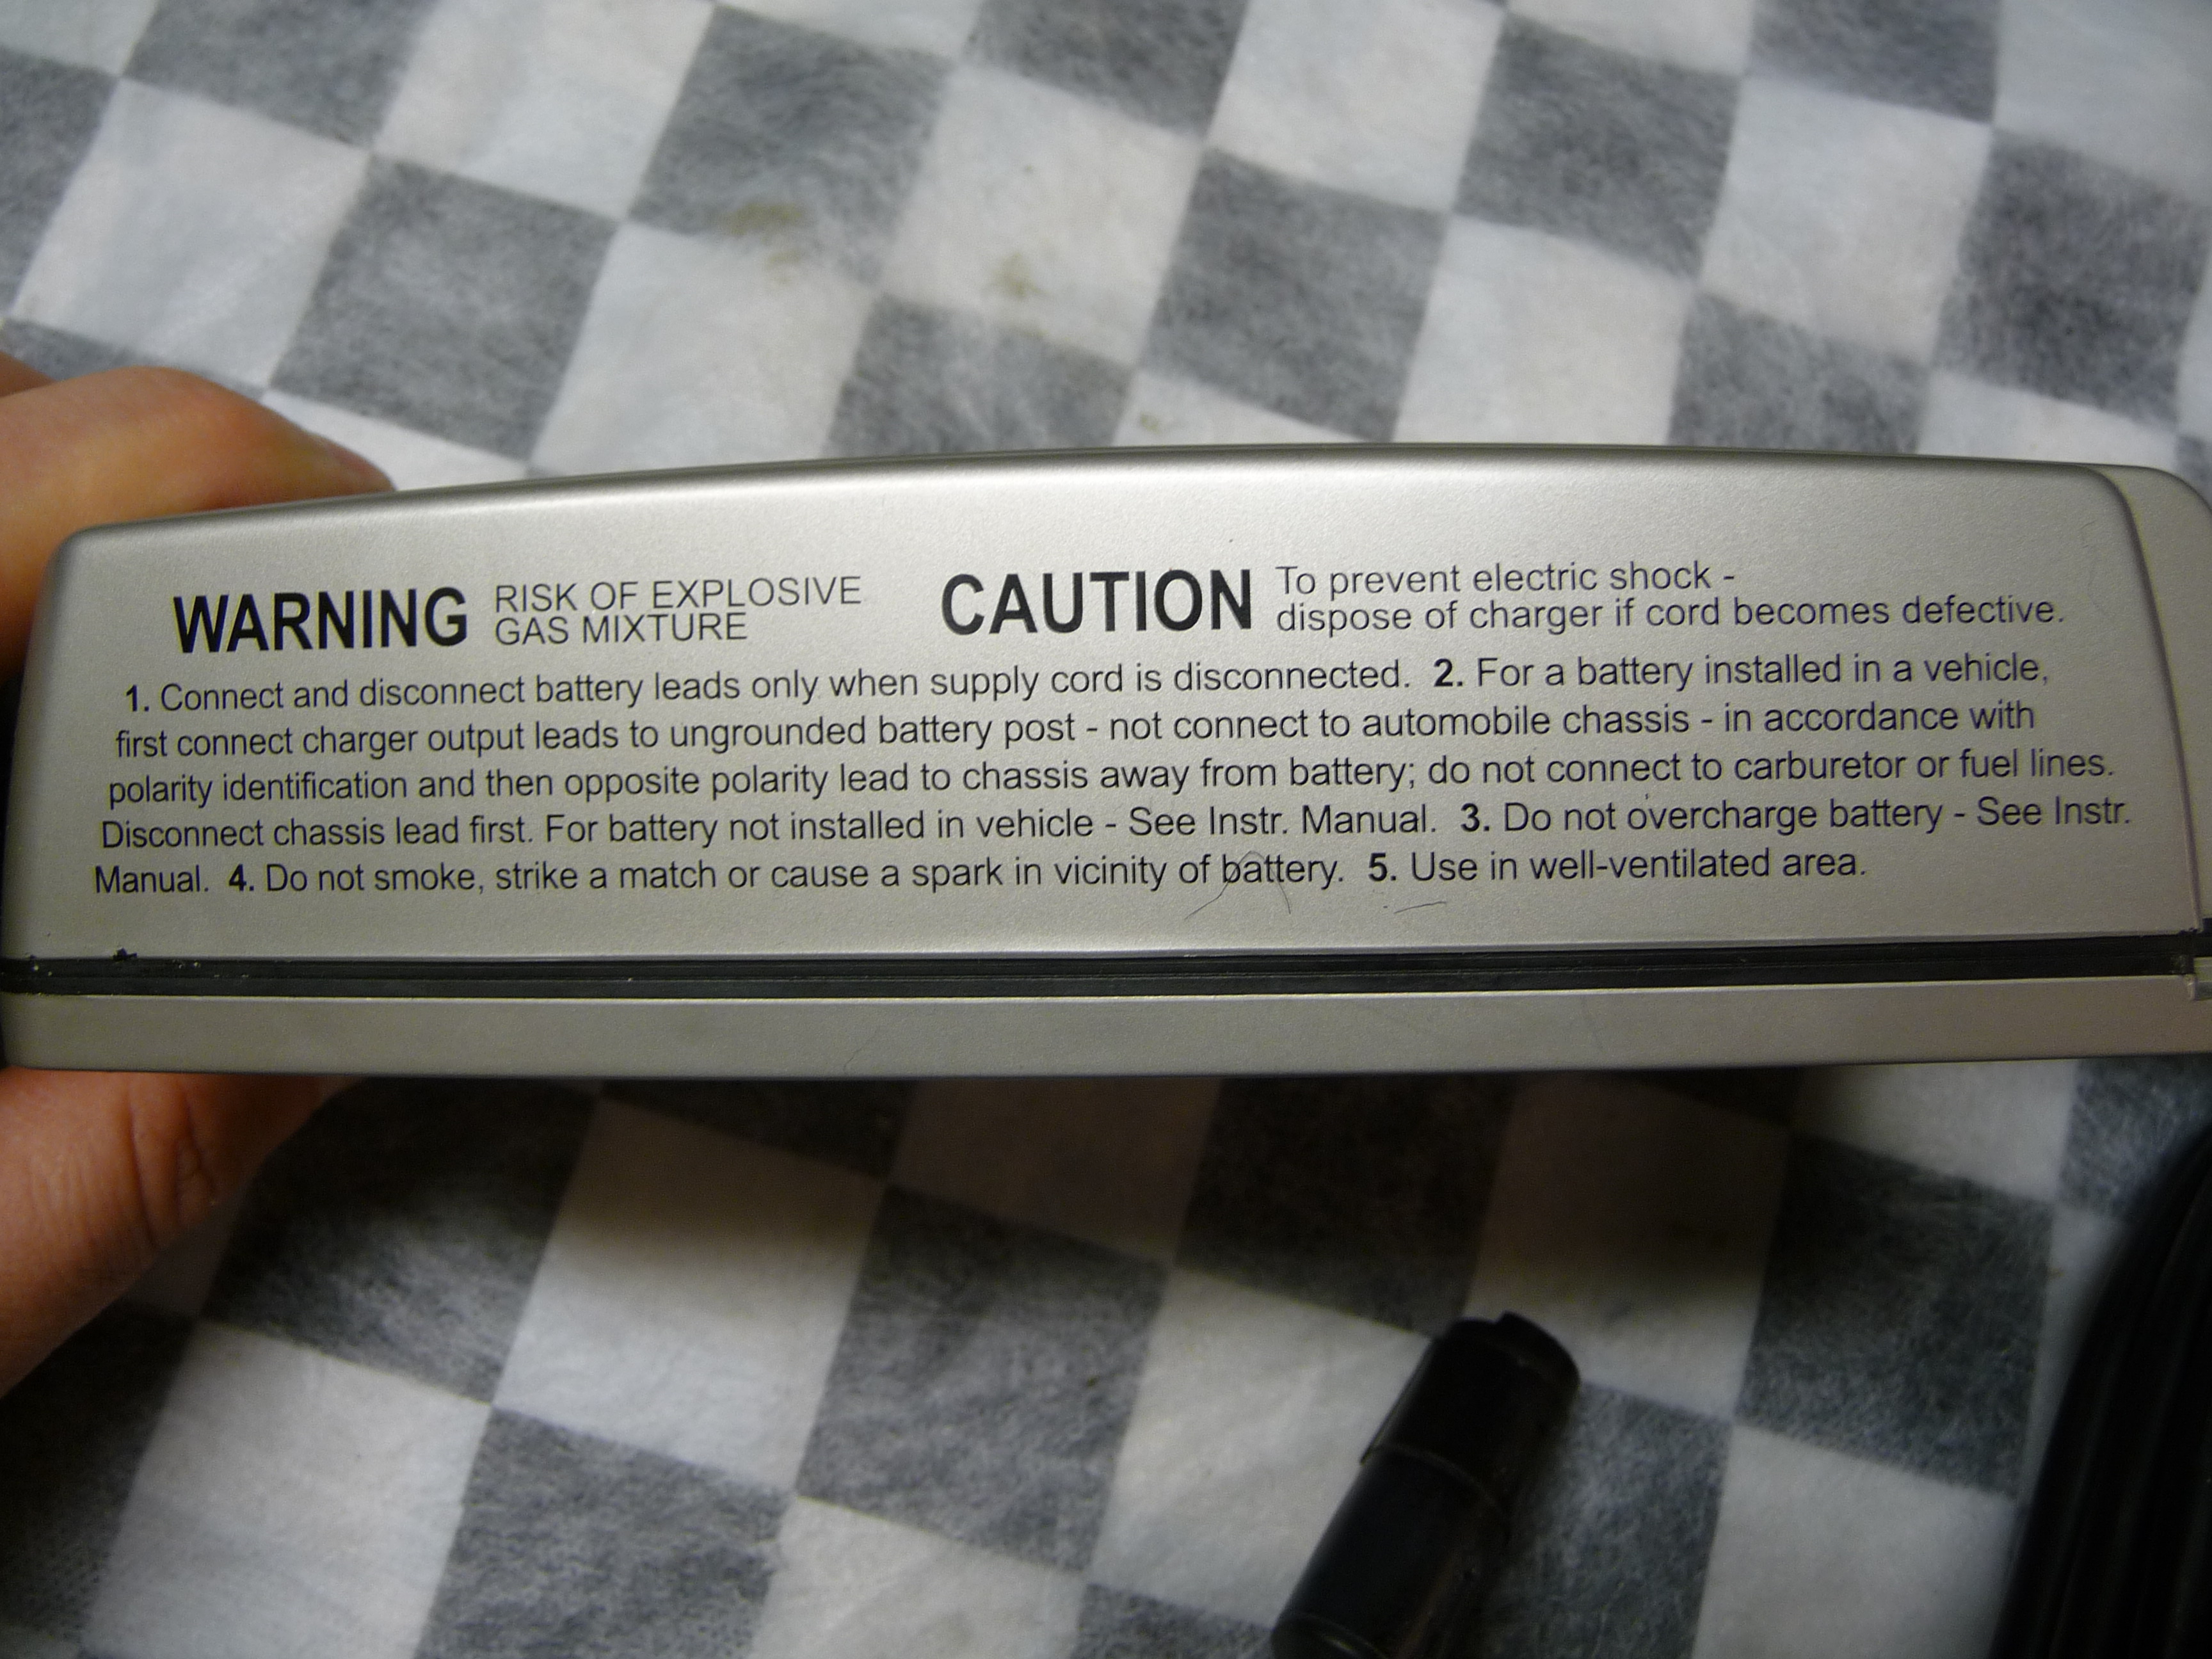 WARNING RISK OF EXPLOSIVE
GAS MIXTURE
CAUTION To prevent electric shock -
dispose of charger if cord becomes defective.
1. Connect and disconnect battery leads only when supply cord is disconnected. 2. For a battery installed in a vehicle,
first connect charger output leads to ungrounded battery post - not connect to automobile chassis - in accordance with
polarity identification and then opposite polarity lead to chassis away from battery; do not connect to carburetor or fuel lines.
Disconnect chassis lead first. For battery not installed in vehicle - See Instr. Manual. 3. Do not overcharge battery - See Instr.
Manual. 4. Do not smoke, strike a match or cause a spark in vicinity of battery. 5. Use in well-ventilated area.